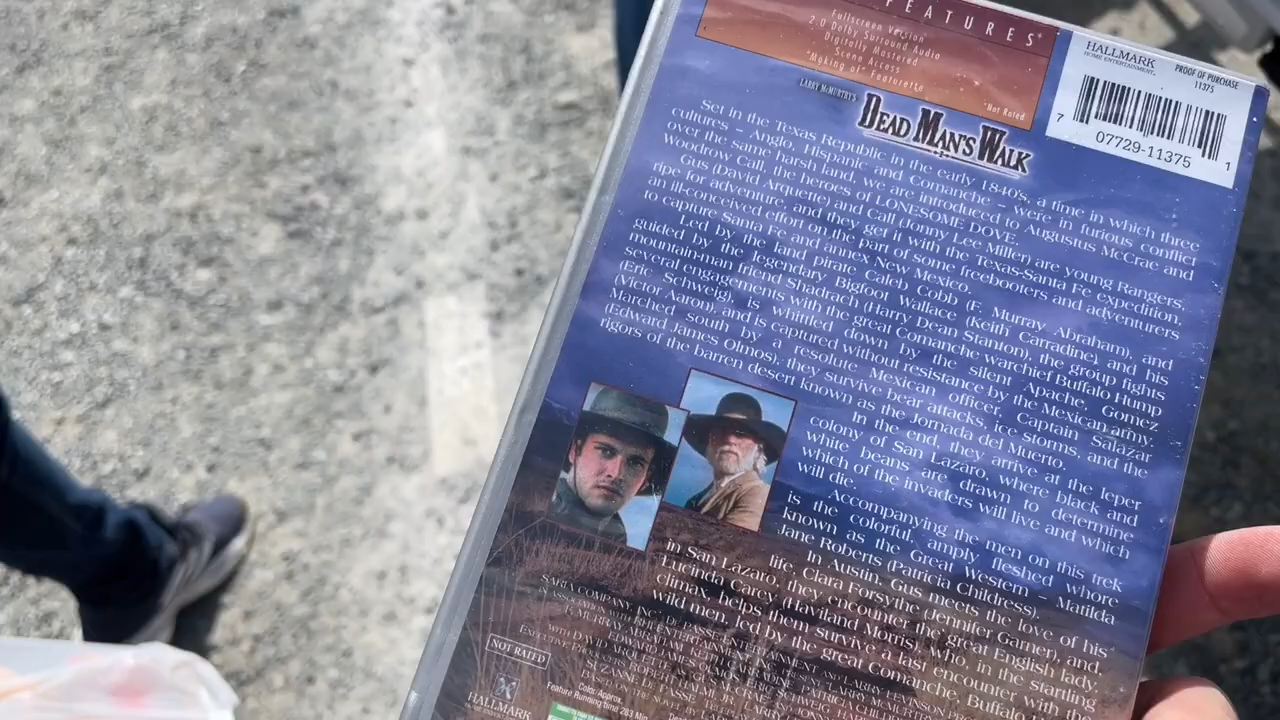 FEATURES*
Fullscreen Version
2.0 Dolby Surround Audio
Digitally Mastered
Scene Access
"Making of" Featurette
*Not Rated
HALLMARK
HOME ENTERTAINMENT
PROOF OF PURCHASE
11375
7 07729-11375 1
LARRY McMURTRY'S
DEAD MAN'S WALK
Set in the Texas Republic in the early 1840's, a time in which three
cultures – Anglo, Hispanic and Comanche – were in furious conflict
over the same harsh land, we are introduced to Augustus McCrae and
Woodrow Call, the heroes of LONESOME DOVE.
Gus (David Arquette) and Call (Jonny Lee Miller) are young Rangers,
ripe for adventure, and they get it with the Texas-Santa Fe expedition,
an ill-conceived effort on the part of some freebooters and adventurers
to capture Santa Fe and annex New Mexico.
Led by the land pirate Caleb Cobb (F. Murray Abraham), and
guided by the legendary Bigfoot Wallace (Keith Carradine), and his
mountain-man friend Shadrach (Harry Dean Stanton), the group fights
several engagements with the great Comanche warchief Buffalo Hump
(Eric Schweig), is whittled down by the silent Apache, Gomez
(Victor Aaron), and is captured without resistance by the Mexican army.
Marched south by a resolute Mexican officer, Captain Salazar
(Edward James Olmos), they survive bear attacks, ice storms, and the
rigors of the barren desert known as the Jornada del Muerto.
In the end, they arrive at the leper
colony of San Lazaro, where black and
white beans are drawn to determine
which of the invaders will live and which
will die.
Accompanying the men on this trek
is the colorful, amply fleshed whore
known as the Great Western – Matilda
Jane Roberts (Patricia Childress).
In Austin, Gus meets the love of his
life, Clara Forsythe (Jennifer Garner), and,
in San Lazaro, they encounter the great English lady,
Lucinda Carey (Haviland Morris), who, in the startling
climax, helps them survive a last encounter with the
wild men, led by the great Comanche, Buffalo
NOT RATED
HALLMARK
Color/Approx.
Feature Running time 263 Min.